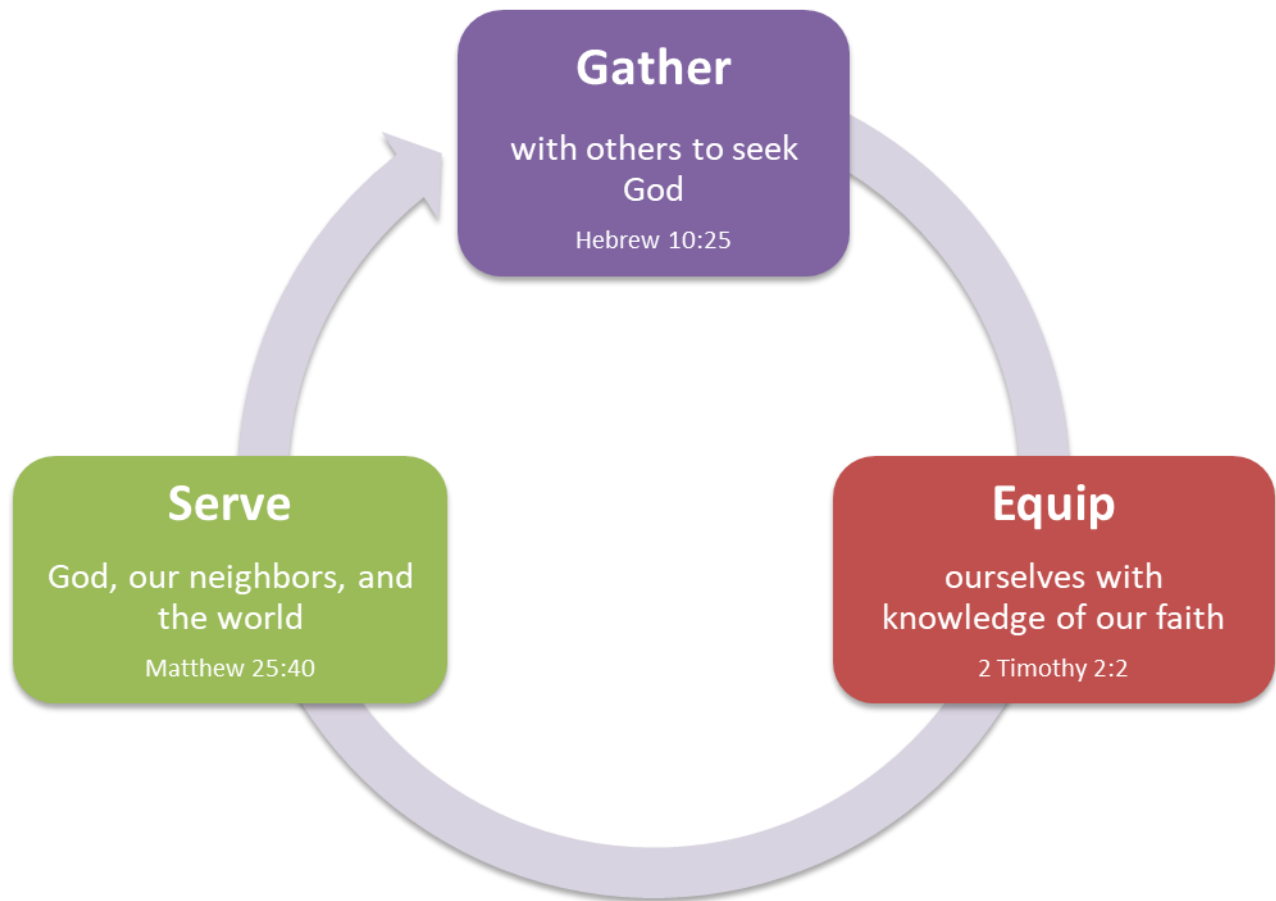 Gather
with others to seek
God
Hebrew 10:25
Equip
ourselves with
knowledge of our faith
2 Timothy 2:2
Serve
God, our neighbors, and
the world
Matthew 25:40